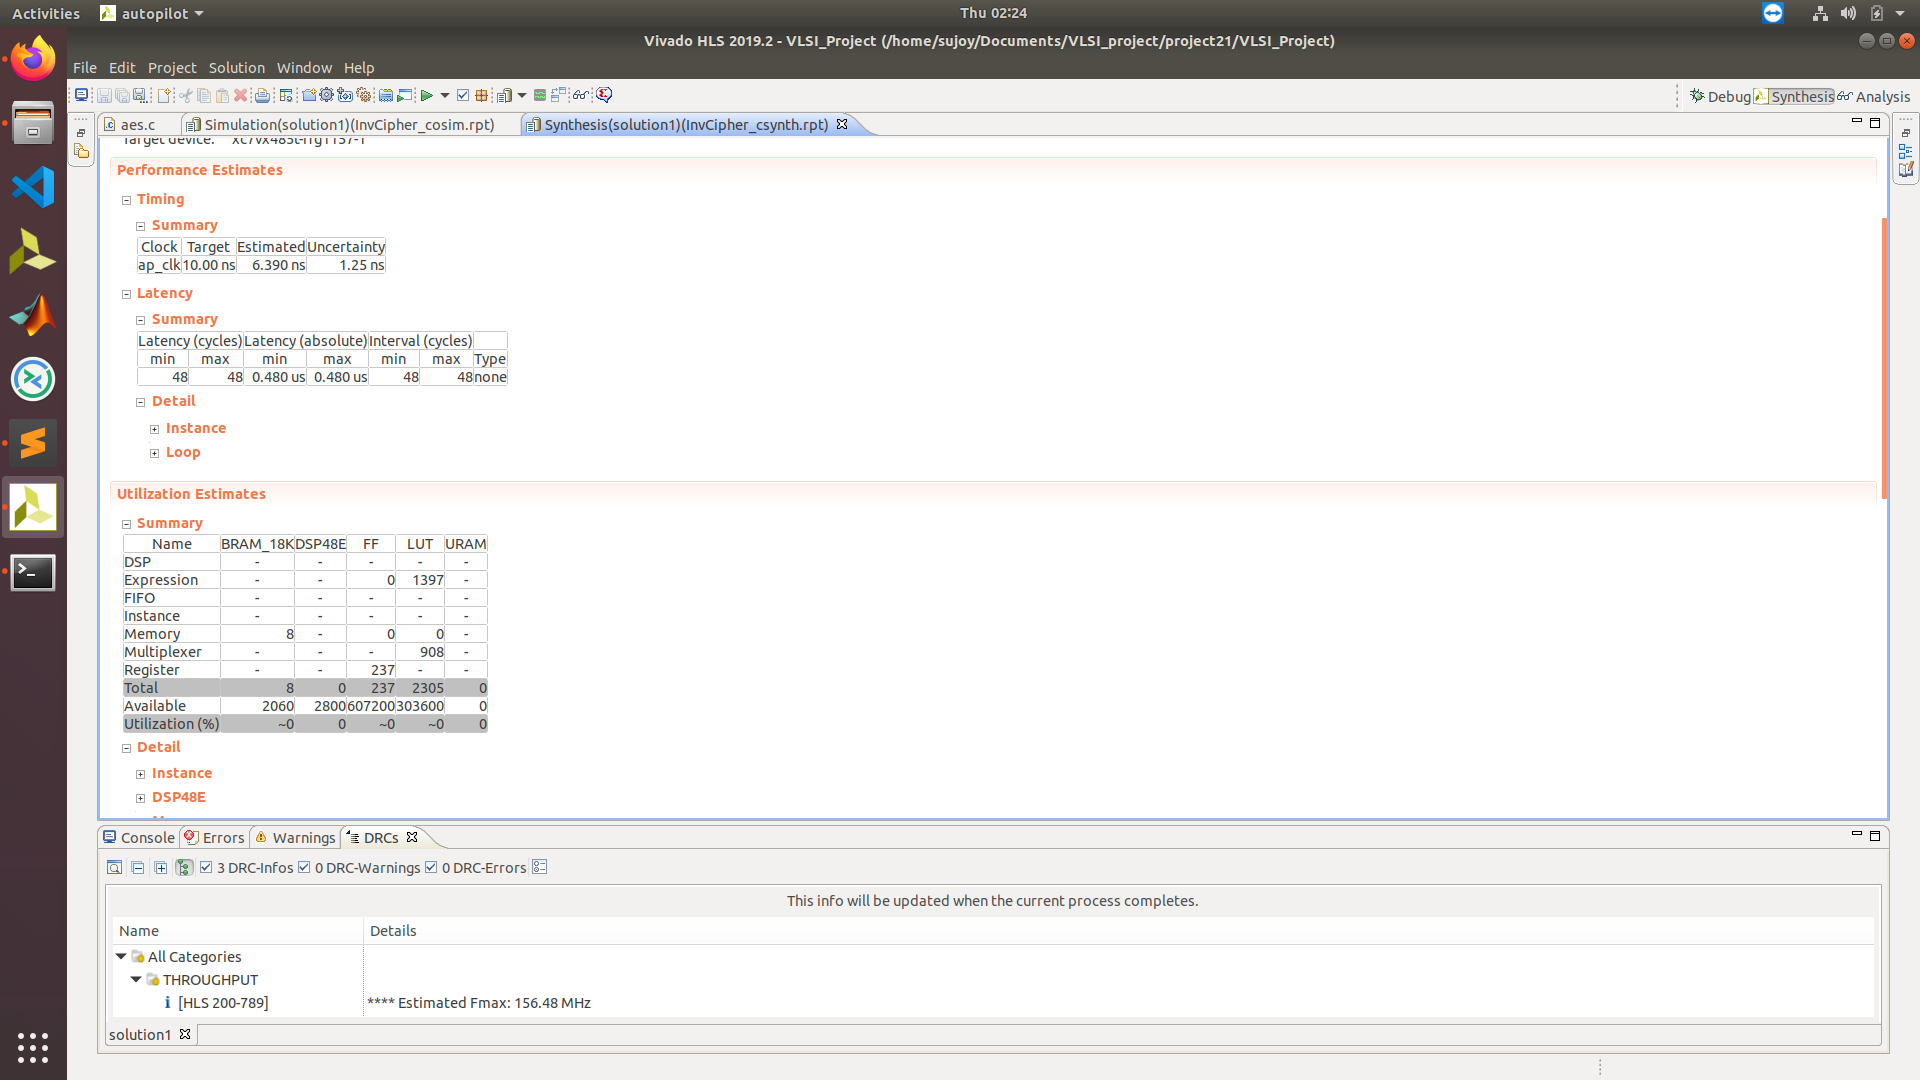 Activities autopilot Thu 02:24
Vivado HLS 2019.2 - VLSI_Project (/home/sujoy/Documents/VLSI_project/project21/VLSI_Project)
File Edit Project Solution Window Help
Debug Synthesis Analysis
aes.c Simulation(solution1)(InvCipher_cosim.rpt) Synthesis(solution1)(InvCipher_csynth.rpt)
Target device:
Performance Estimates
Timing
Summary
Clock Target Estimated Uncertainty
ap_clk 10.00 ns 6.390 ns 1.25 ns
Latency
Summary
Latency (cycles) Latency (absolute) Interval (cycles)
min max min max min max Type
48 48 0.480 us 0.480 us 48 48 none
Detail
Instance
Loop
Utilization Estimates
Summary
Name BRAM_18K DSP48E FF LUT URAM
DSP - - - - -
Expression - - 0 1397 -
FIFO - - - - -
Instance - - - - -
Memory 8 - 0 0 -
Multiplexer - - - 908 -
Register - - 237 - -
Total 8 0 237 2305 0
Available 2060 2800 607200 303600 0
Utilization (%) ~0 0 ~0 ~0 0
Detail
Instance
DSP48E
Console Errors Warnings DRCs
3 DRC-Infos 0 DRC-Warnings 0 DRC-Errors
This info will be updated when the current process completes.
Name Details
All Categories
THROUGHPUT
[HLS 200-789] **** Estimated Fmax: 156.48 MHz
solution1